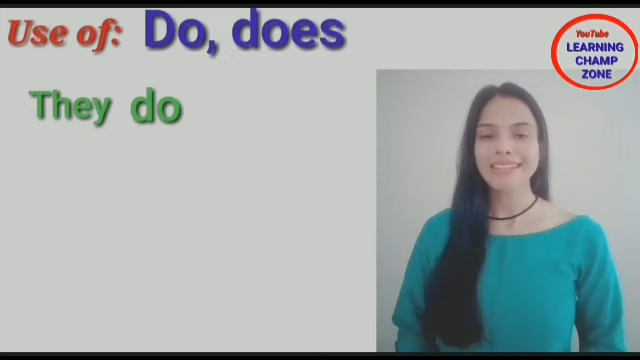 Use of: Do, does
They do
YouTube
LEARNING
CHAMP
ZONE